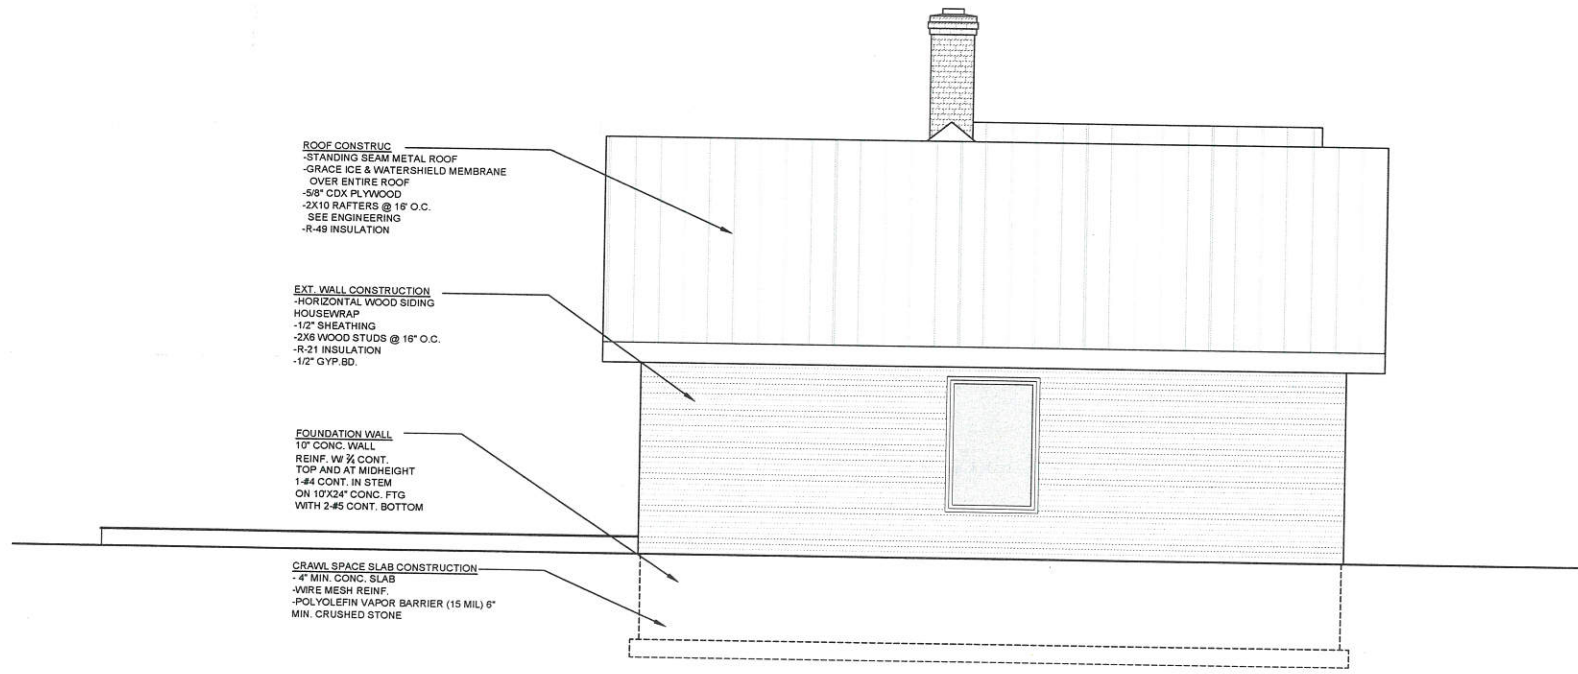 ROOF CONSTRUC
-STANDING SEAM METAL ROOF
-GRACE ICE & WATERSHIELD MEMBRANE
OVER ENTIRE ROOF
-5/8" CDX PLYWOOD
-2X10 RAFTERS @ 16' O.C.
SEE ENGINEERING
-R-49 INSULATION
EXT. WALL CONSTRUCTION
-HORIZONTAL WOOD SIDING
HOUSEWRAP
-1/2" SHEATHING
-2X6 WOOD STUDS @ 16" O.C.
-R-21 INSULATION
-1/2" GYP.BD.
FOUNDATION WALL
10" CONC. WALL
REINF. W/ ¾ CONT.
TOP AND AT MIDHEIGHT
1-#4 CONT. IN STEM
ON 10'X24" CONC. FTG
WITH 2-#5 CONT. BOTTOM
CRAWL SPACE SLAB CONSTRUCTION
- 4" MIN. CONC. SLAB
-WIRE MESH REINF.
-POLYOLEFIN VAPOR BARRIER (15 MIL) 6"
MIN. CRUSHED STONE